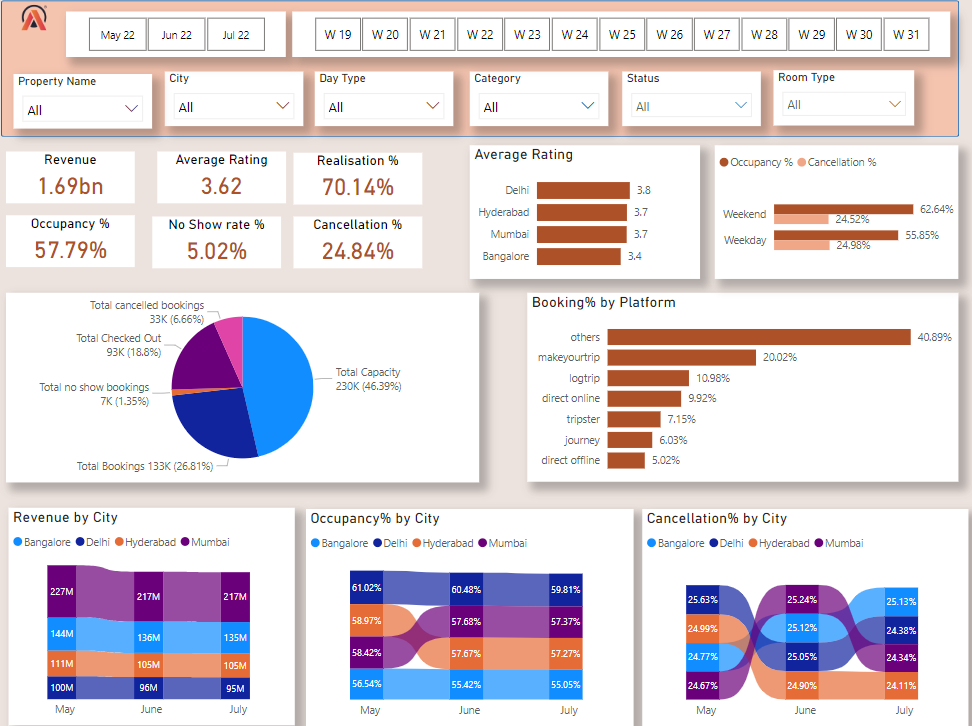 May 22 Jun 22 Jul 22 W 19 W 20 W 21 W 22 W 23 W 24 W 25 W 26 W 27 W 28 W 29 W 30 W 31
Property Name City Day Type Category Status Room Type
All All All All All All
Revenue Average Rating Realisation %
1.69bn 3.62 70.14%
Occupancy % No Show rate % Cancellation %
57.79% 5.02% 24.84%
Average Rating
Delhi 3.8
Hyderabad 3.7
Mumbai 3.7
Bangalore 3.4
Occupancy % Cancellation %
Weekend 62.64%
24.52%
Weekday 55.85%
24.98%
Total cancelled bookings
33K (6.66%)
Total Checked Out
93K (18.8%)
Total no show bookings
7K (1.35%)
Total Bookings 133K (26.81%)
Total Capacity
230K (46.39%)
Booking% by Platform
others 40.89%
makeyourtrip 20.02%
logtrip 10.98%
direct online 9.92%
tripster 7.15%
journey 6.03%
direct offline 5.02%
Revenue by City
Bangalore Delhi Hyderabad Mumbai
227M 217M 217M
144M 136M 135M
111M 105M 105M
100M 96M 95M
May June July
Occupancy% by City
Bangalore Delhi Hyderabad Mumbai
61.02% 60.48% 59.81%
58.97% 57.68% 57.37%
58.42% 57.67% 57.27%
56.54% 55.42% 55.05%
May June July
Cancellation% by City
Bangalore Delhi Hyderabad Mumbai
25.63% 25.24% 25.13%
24.99% 25.12% 24.38%
24.77% 25.05% 24.34%
24.67% 24.90% 24.11%
May June July